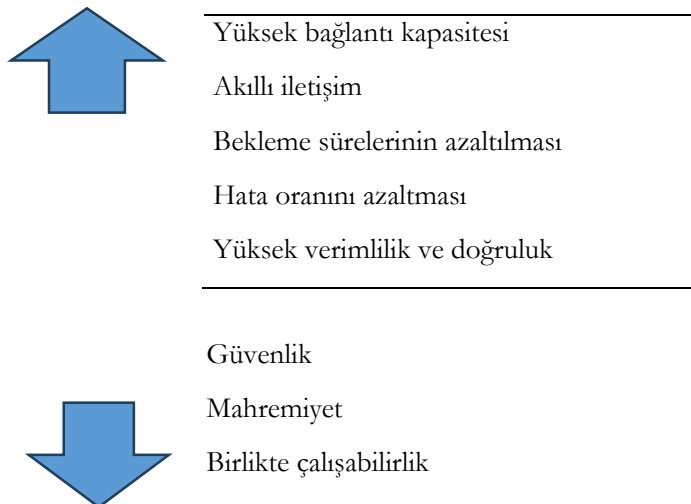 Yüksek bağlantı kapasitesi
Akıllı iletişim
Bekleme sürelerinin azaltılması
Hata oranını azaltması
Yüksek verimlilik ve doğruluk
Güvenlik
Mahremiyet
Birlikte çalışabilirlik